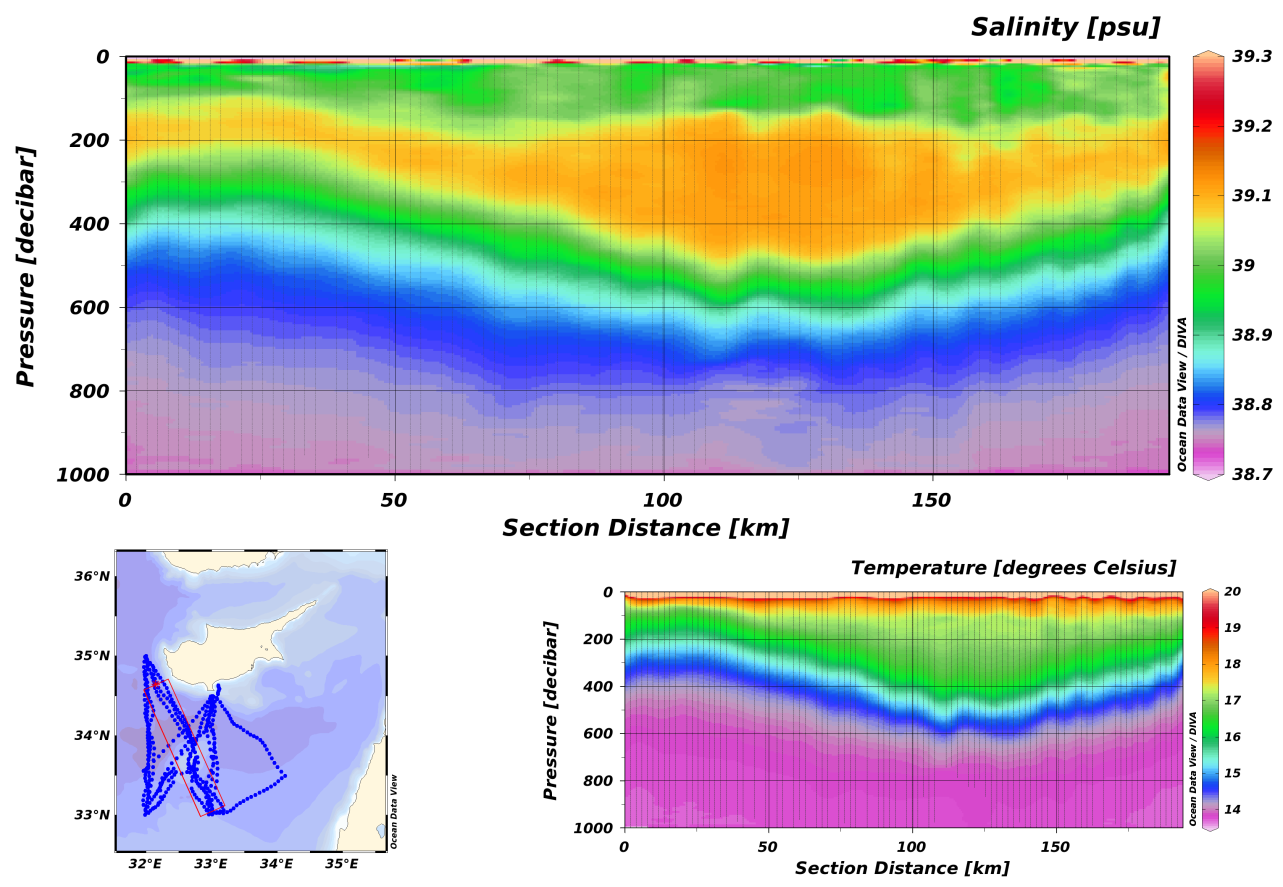 Salinity [psu]
0
200
400
600
800
1000
Pressure [decibar]
0
50
100
150
Section Distance [km]
39.3
39.2
39.1
39
38.9
38.8
38.7
Ocean Data View / DIVA
36°N
35°N
34°N
33°N
32°E
33°E
34°E
35°E
Ocean Data View
Temperature [degrees Celsius]
0
200
400
600
800
1000
Pressure [decibar]
0
50
100
150
Section Distance [km]
20
19
18
17
16
15
14
Ocean Data View / DIVA